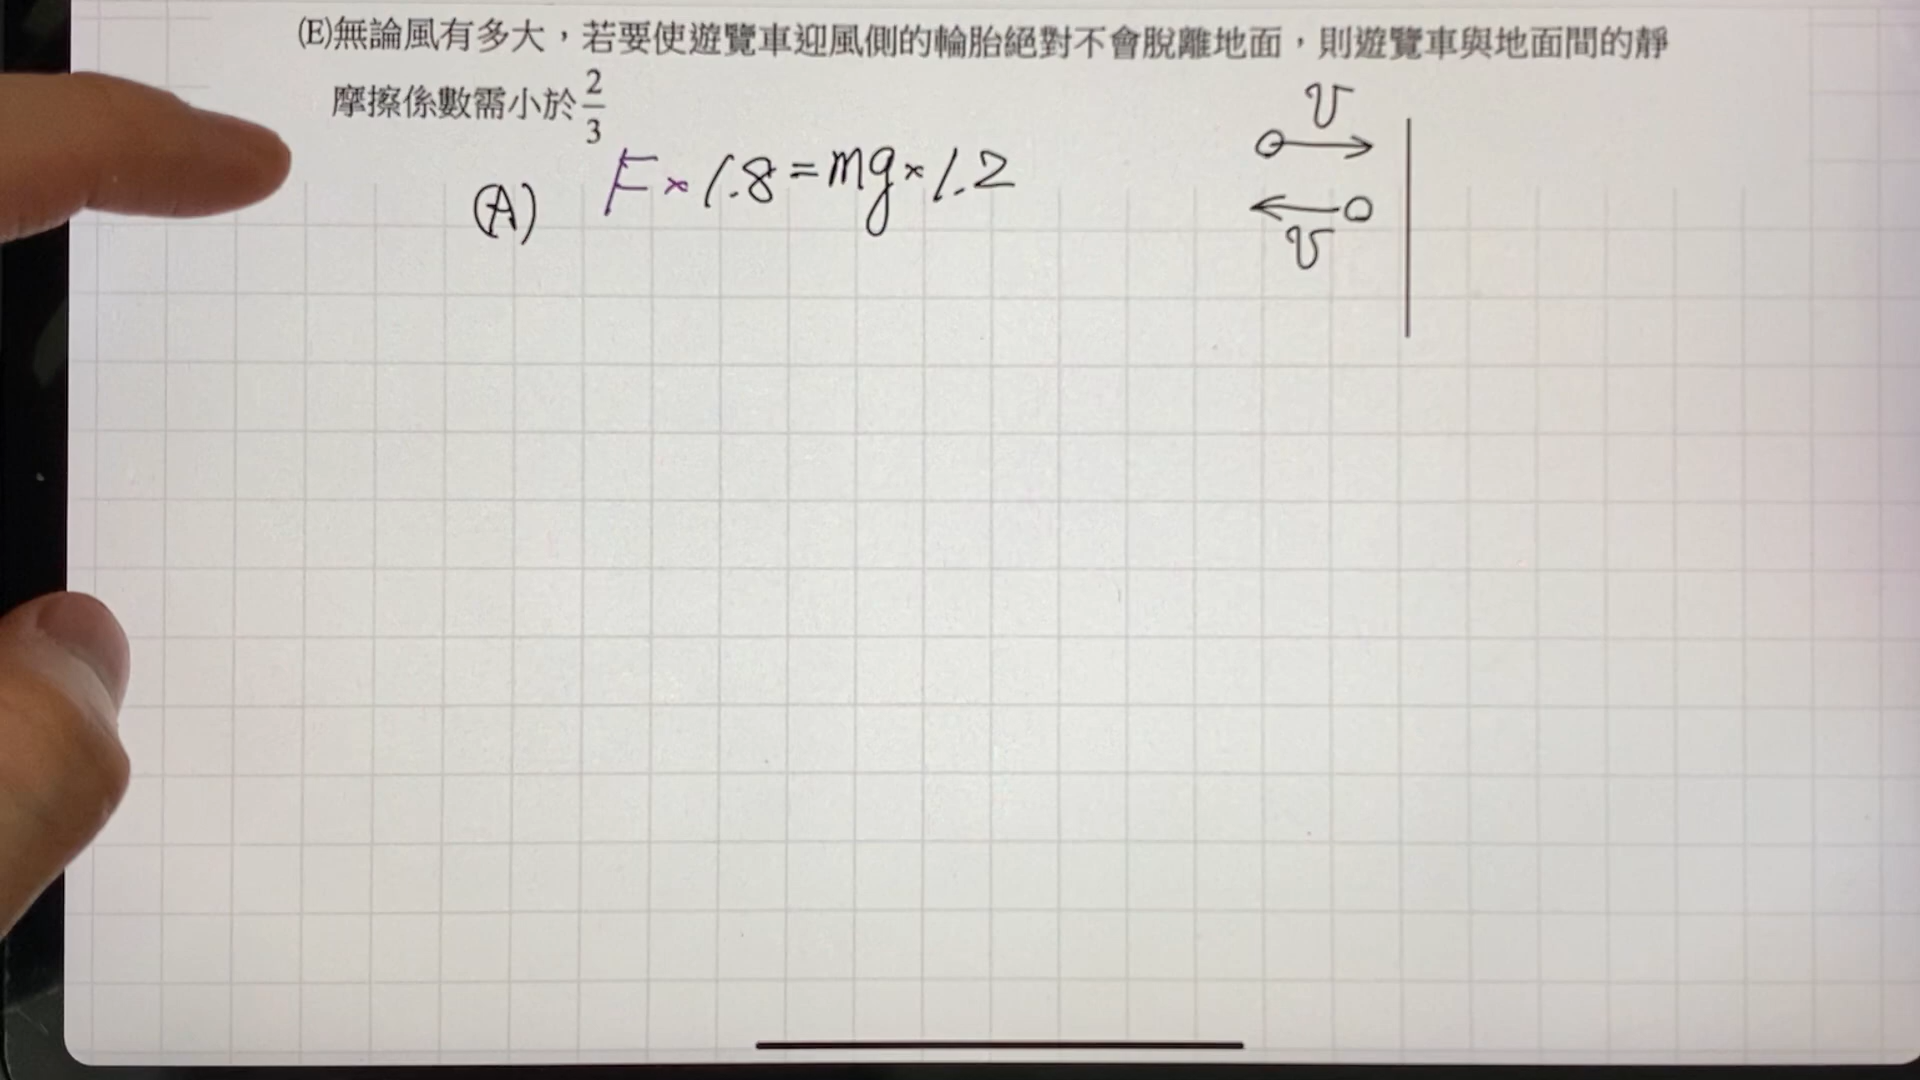 (E)無論風有多大，若要使遊覽車迎風側的輪胎絕對不會脫離地面，則遊覽車與地面間的靜
摩擦係數需小於2/3
(A) F×1.8=mg×1.2
v
v